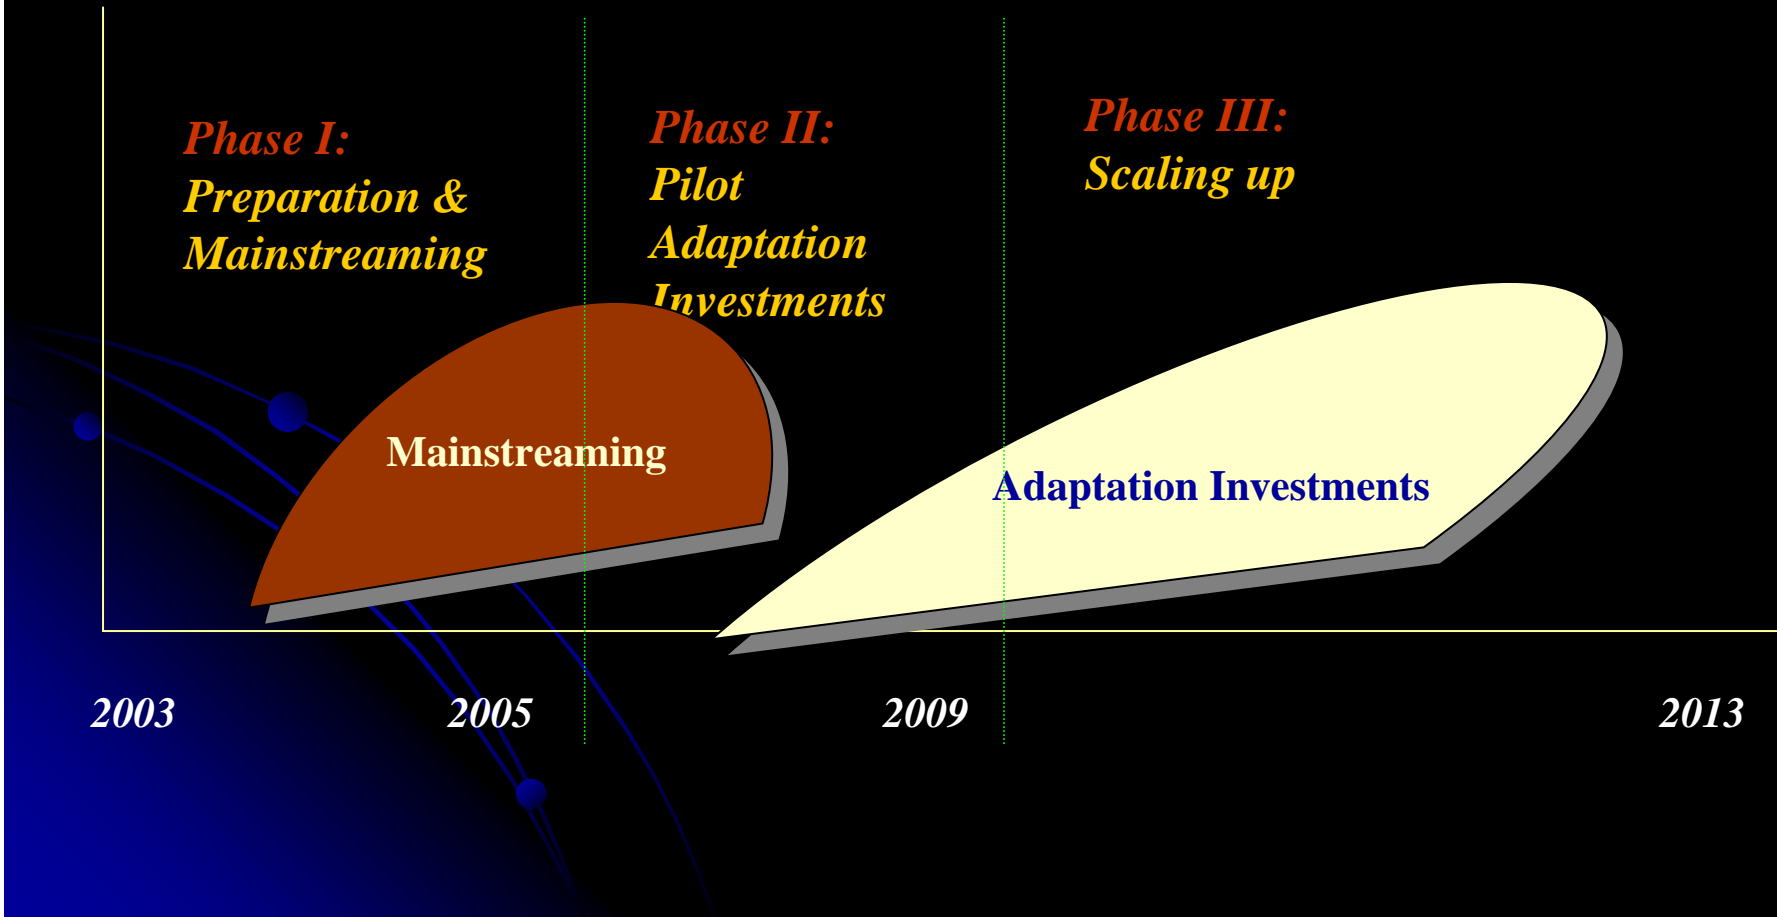 Phase I:
Preparation &
Mainstreaming
Phase II:
Pilot
Adaptation
Investments
Phase III:
Scaling up
Mainstreaming
Adaptation Investments
2003
2005
2009
2013